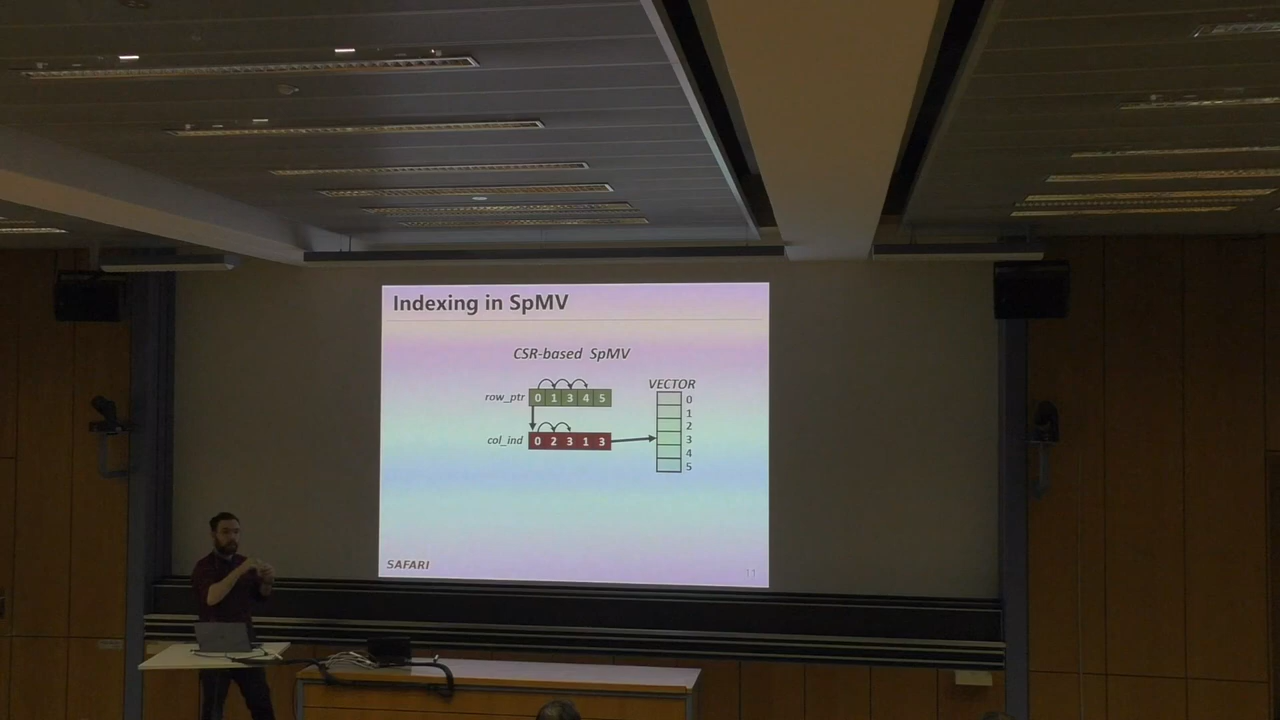 Indexing in SpMV
CSR-based SpMV
VECTOR
row_ptr 0 1 3 4 5
col_ind 0 2 3 1 3
0
1
2
3
4
5
SAFARI
11